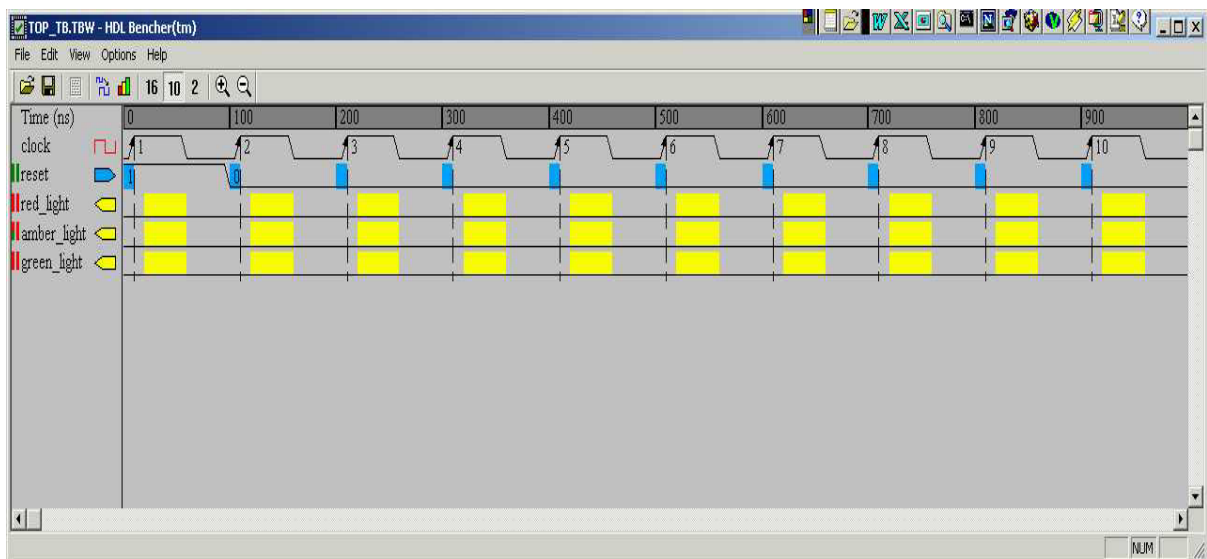 TOP_TB.TBW - HDL Bencher(tm)
File Edit View Options Help
16 10 2
Time (ns) 0 100 200 300 400 500 600 700 800 900
clock 1 2 3 4 5 6 7 8 9 10
reset 1 0
red_light
amber_light
green_light
NUM